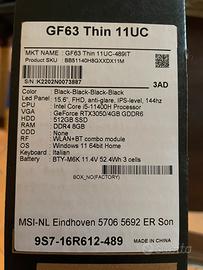 GF63 Thin 11UC
MKT NAME : GF63 Thin 11UC-489IT
Product SKU : BB51140H8GXXDX11M
S/N: K2202N0073887
3AD
Color : Black-Black-Black-Black
Led Panel : 15.6", FHD, anti-glare, IPS-level, 144hz
CPU : Intel Core i5-11400H Processor
VGA : GeForce RTX3050/4GB GDDR6
HDD : 512GB SSD
RAM : DDR4 8GB
ODD : None
RF : WLAN+BT combo module
OS : Windows 11 64bit Home
Keyboard : Italian
Battery : BTY-M6K 11.4V 52.4Wh 3 cells
BOX_NO(FACTORY)
MSI-NL Eindhoven 5706 5692 ER Son
9S7-16R612-489
MADE IN CHINA